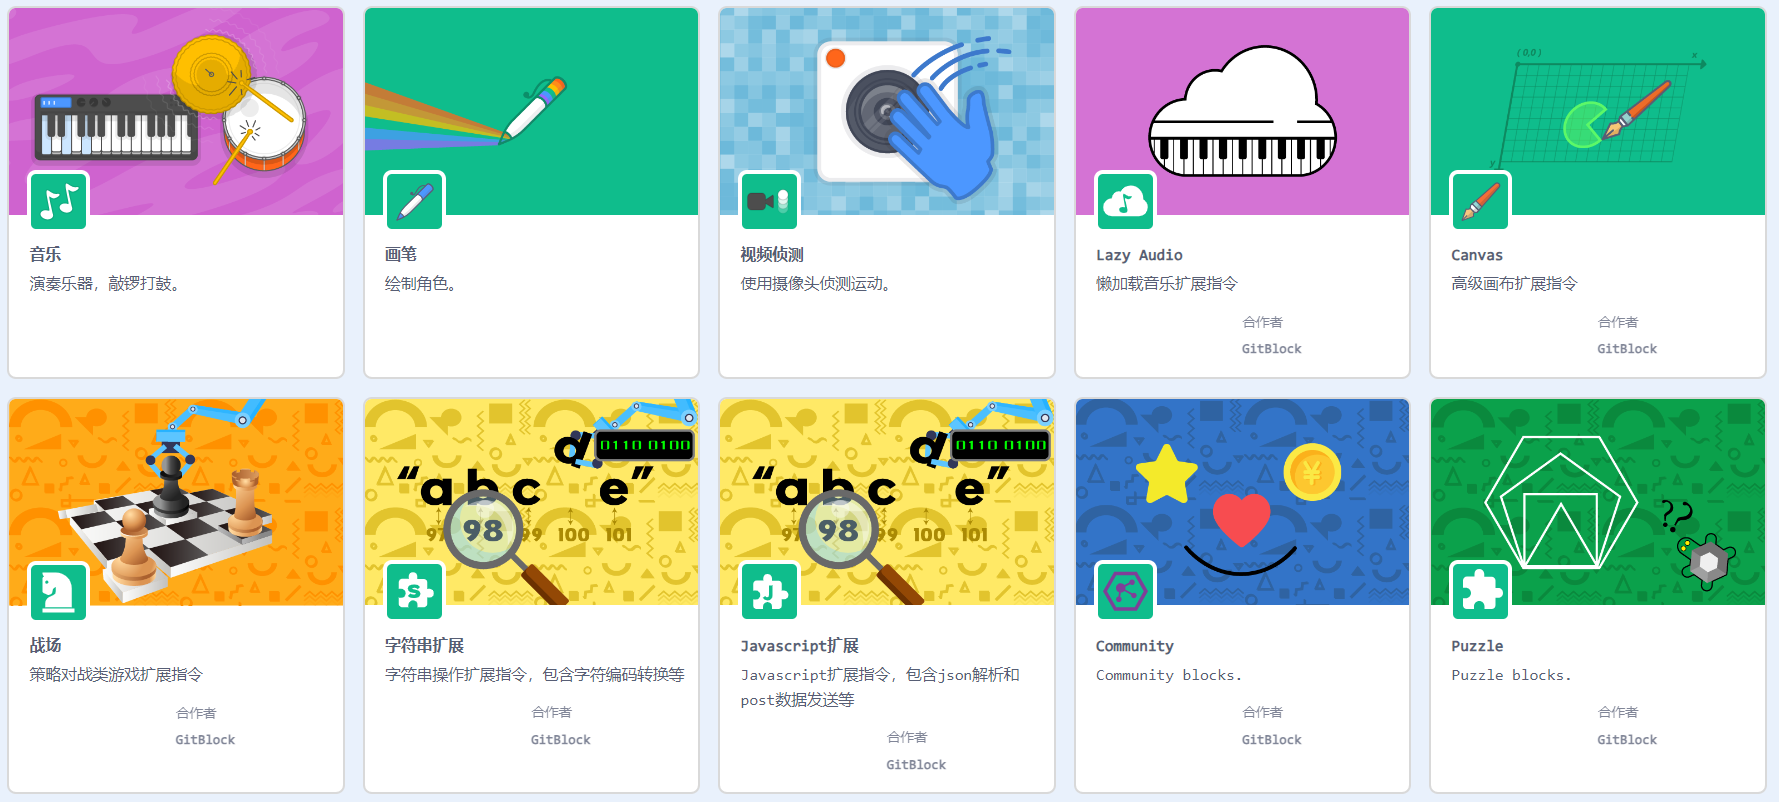 (0,0)
x
y
音乐
演奏乐器，敲锣打鼓。
画笔
绘制角色。
视频侦测
使用摄像头侦测运动。
Lazy Audio
懒加载音乐扩展指令
合作者
GitBlock
Canvas
高级画布扩展指令
合作者
GitBlock
战场
策略对战类游戏扩展指令
合作者
GitBlock
d 0110 0100
“abc e”
97 98 99 100 101
S
字符串扩展
字符串操作扩展指令，包含字符编码转换等
合作者
GitBlock
d 0110 0100
“abc e”
97 98 99 100 101
J
Javascript扩展
Javascript扩展指令，包含json解析和
post数据发送等
合作者
GitBlock
¥
Community
Community blocks.
合作者
GitBlock
??
Puzzle
Puzzle blocks.
合作者
GitBlock